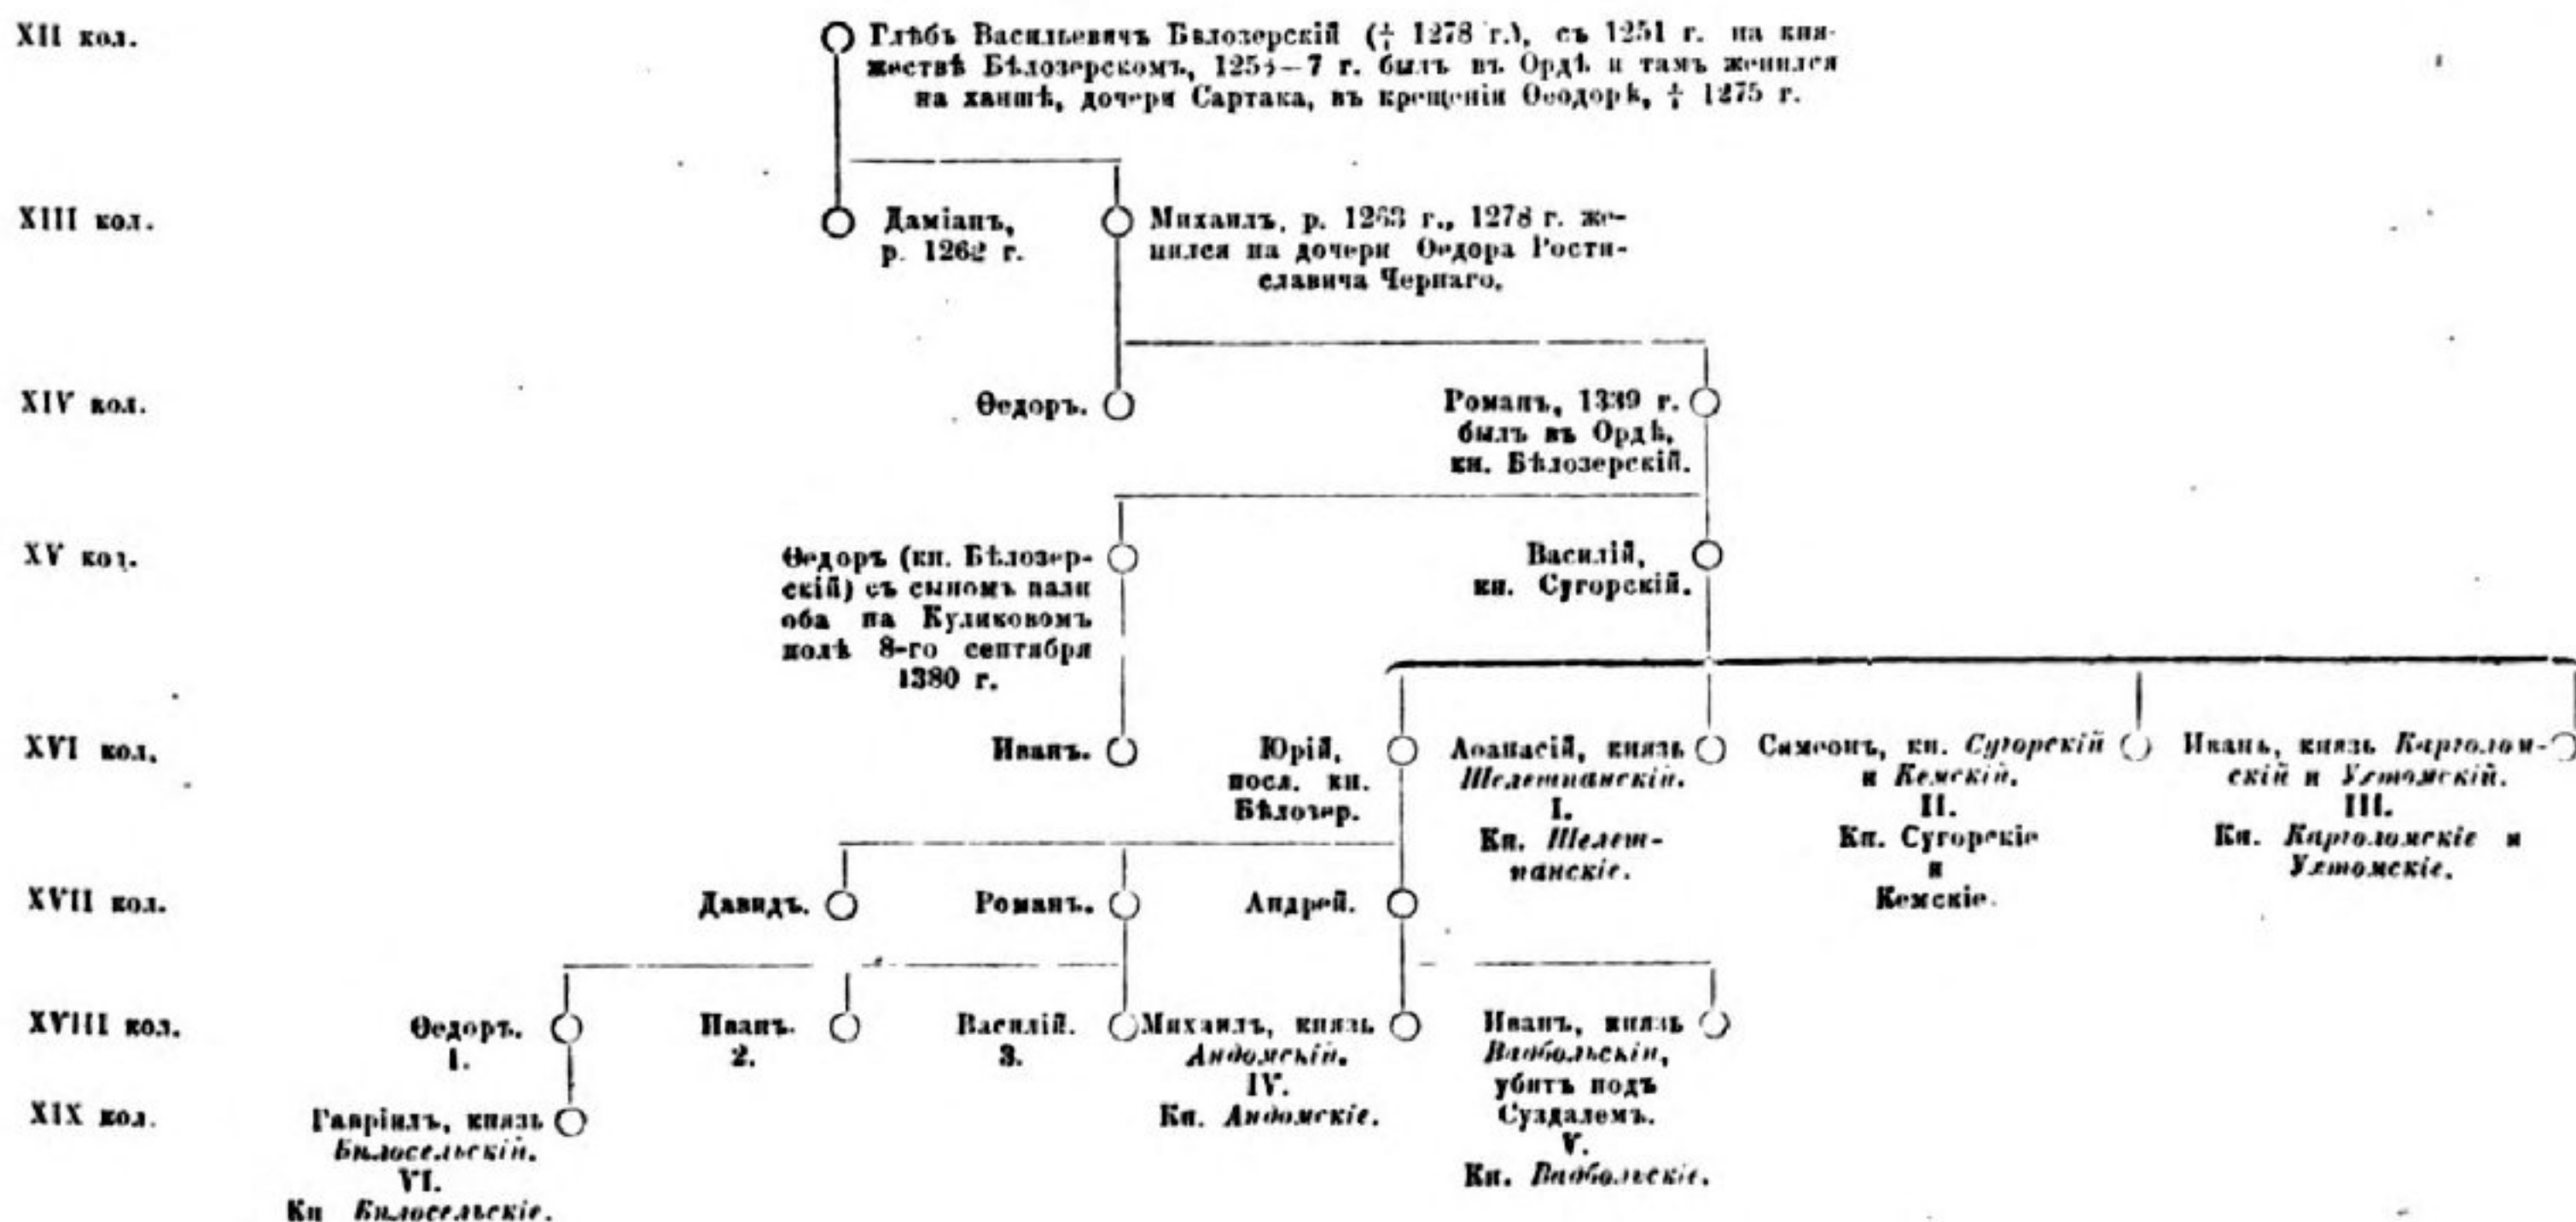 XII кол.
Глѣбъ Васильевичъ Бѣлозерскій († 1278 г.), съ 1251 г. на кня-
жествѣ Бѣлозерскомъ, 125 –7 г. былъ въ Ордѣ и тамъ женился
на ханшѣ, дочери Сартака, въ крещеніи Ѳеодорѣ, † 1275 г.
XIII кол.
Даміанъ,
р. 1262 г.
Михаилъ, р. 1263 г., 1278 г. же-
нился на дочери Ѳедора Рости-
славича Чернаго.
XIV кол.
Ѳедоръ.
Романъ, 1339 г.
былъ въ Ордѣ,
кн. Бѣлозерскій.
XV кол.
Ѳедоръ (кн. Бѣлозер-
скій) съ сыномъ пали
оба на Куликовомъ
полѣ 8-го сентября
1380 г.
Василій,
кн. Сугорскій.
XVI кол.
Иванъ.
Юрій,
посл. кн.
Бѣлозер.
Аѳанасій, князь
Шелешпанскій.
I.
Кн. Шелеш-
панскіе.
Симеонъ, кн. Сугорскій
и Кемскій.
II.
Кн. Сугорскіе
и
Кемскіе.
Иванъ, князь Карголом-
скій и Ухтомскій.
III.
Кн. Карголомскіе и
Ухтомскіе.
XVII кол.
Давидъ.
Романъ.
Андрей.
XVIII кол.
Ѳедоръ.
1.
Иванъ.
2.
Василій.
3.
Михаилъ, князь
Андомскій.
IV.
Кн. Андомскіе.
Иванъ, князь
Вадбольскій,
убитъ подъ
Суздалемъ.
V.
Кн. Вадбольскіе.
XIX кол.
Гавріилъ, князь
Бѣлосельскій.
VI.
Кн Бѣлосельскіе.